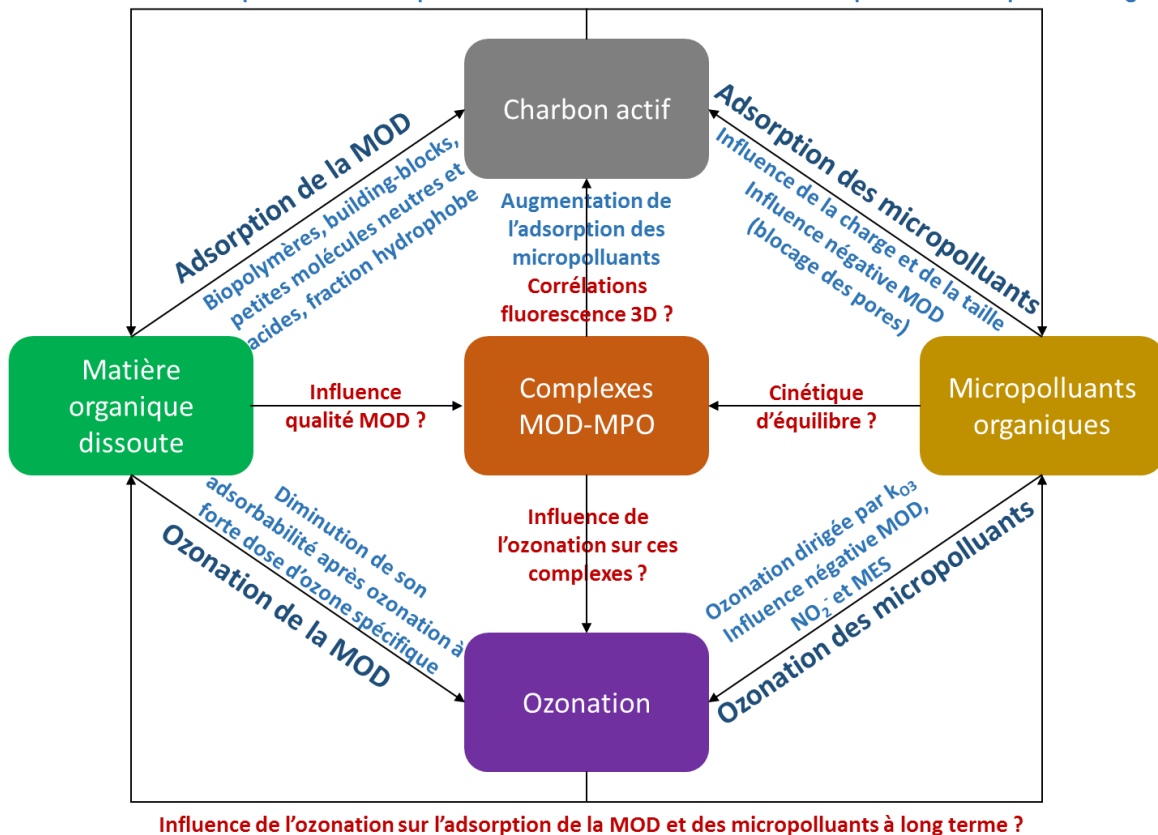 Charbon actif
Adsorption de la MOD
Biopolymères, building-blocks,
petites molécules neutres et
acides, fraction hydrophobe
Augmentation de
l'adsorption des
micropolluants
Corrélations
fluorescence 3D ?
Adsorption des micropolluants
Influence de la charge et de la taille
Influence négative MOD
(blocage des pores)
Matière
organique
dissoute
Influence
qualité MOD ?
Complexes
MOD-MPO
Cinétique
d'équilibre ?
Micropolluants
organiques
Diminution de son
adsorbabilité après ozonation à
forte dose d'ozone spécifique
Ozonation de la MOD
Influence de
l'ozonation sur ces
complexes ?
Ozonation dirigée par kO3
Influence négative MOD,
NO2- et MES
Ozonation des micropolluants
Ozonation
Influence de l'ozonation sur l'adsorption de la MOD et des micropolluants à long terme ?